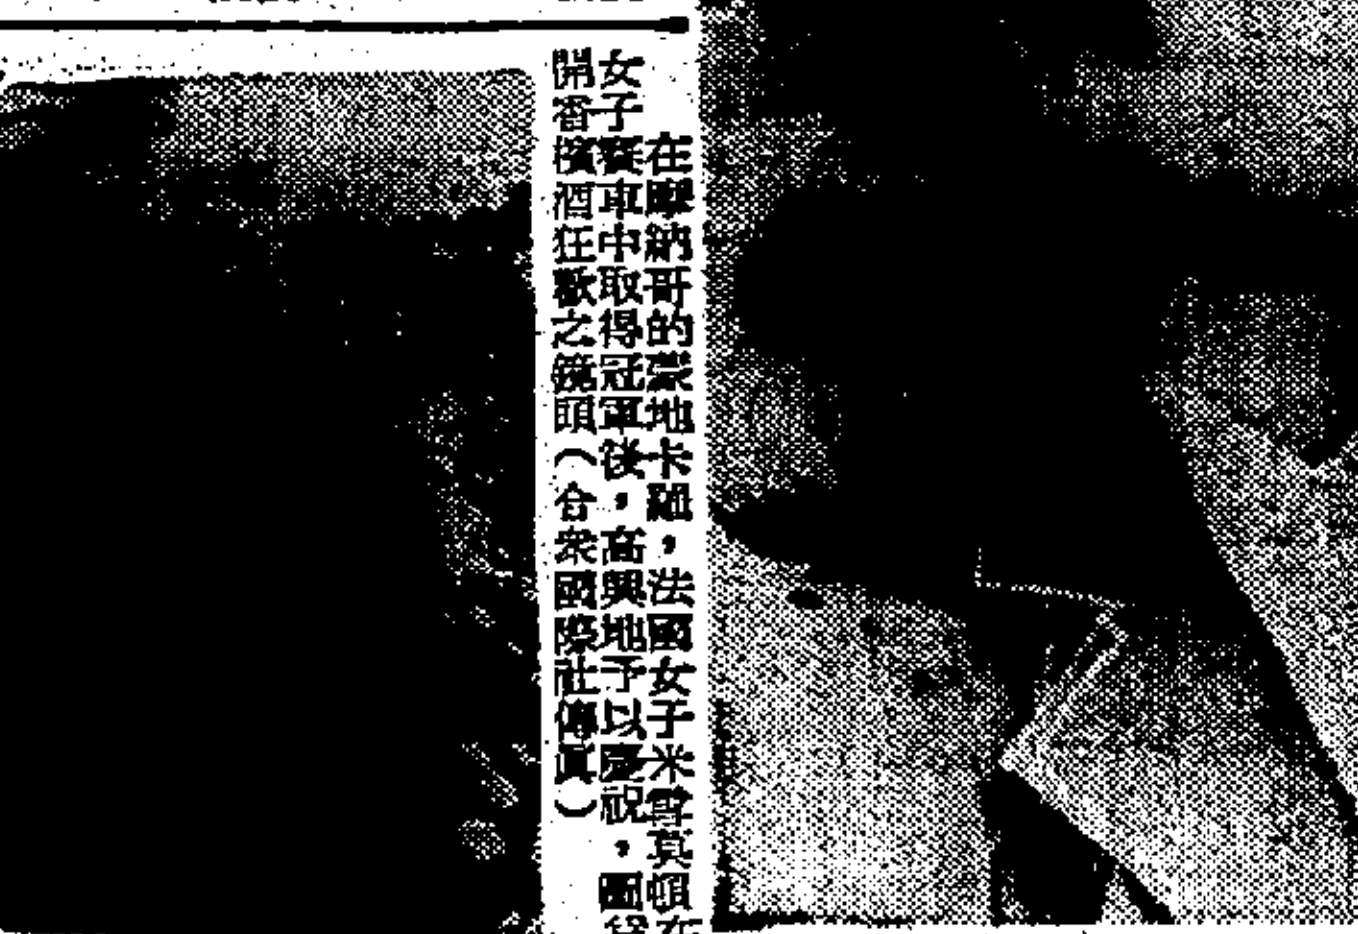 在摩納哥的蒙地卡羅，法國女子米雪莫頓在
女子賽車中取得冠軍後，高興地予以慶祝，圖爲
開香檳酒狂歡之鏡頭（合衆國際社傳眞）